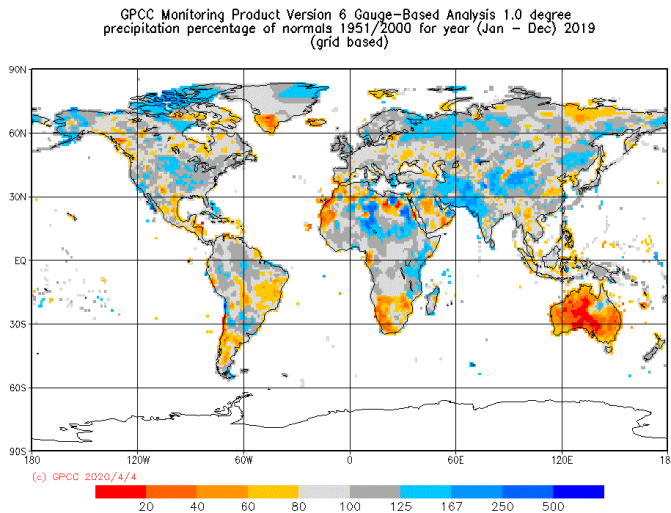 GPCC Monitoring Product Version 6 Gauge-Based Analysis 1.0 degree
precipitation percentage of normals 1951/2000 for year (Jan - Dec) 2019
(grid based)
90N
60N
30N
EQ
30S
60S
90S
180 120W 60W 0 60E 120E 18
(c) GPCC 2020/4/4
20 40 60 80 100 125 167 250 500